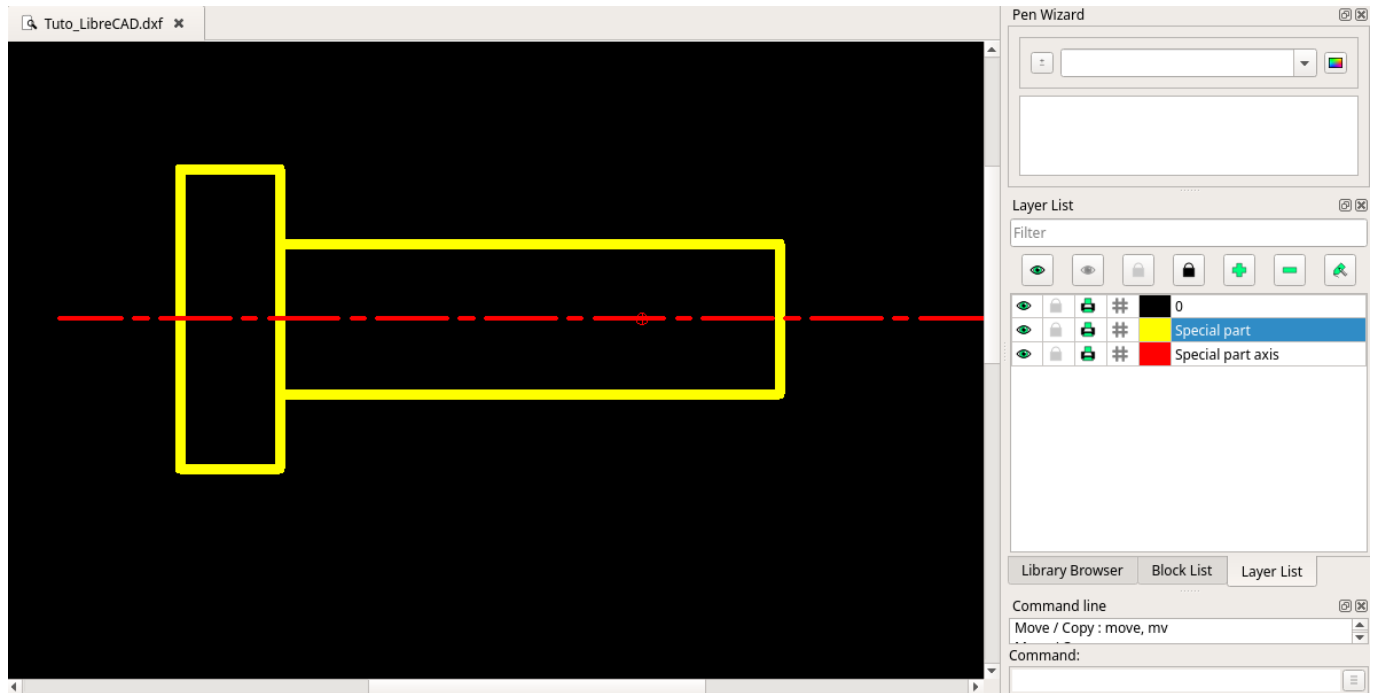 Tuto_LibreCAD.dxf
Pen Wizard
Layer List
Filter
0
Special part
Special part axis
Library Browser Block List Layer List
Command line
Move / Copy : move, mv
Command: